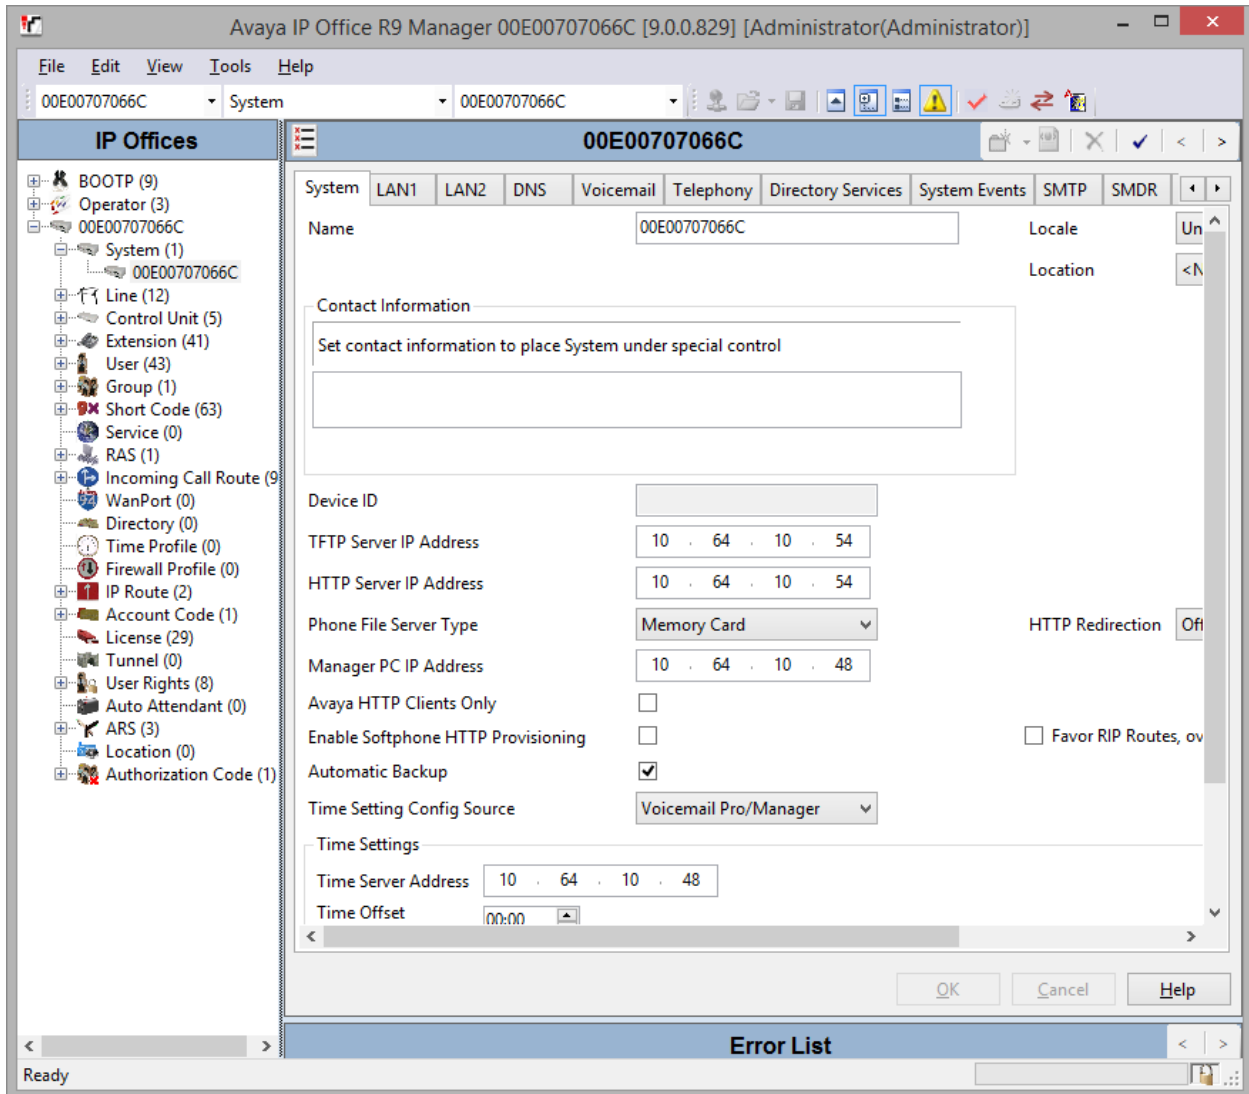 Avaya IP Office R9 Manager 00E00707066C [9.0.0.829] [Administrator(Administrator)]
File Edit View Tools Help
00E00707066C System 00E00707066C
IP Offices
BOOTP (9)
Operator (3)
00E00707066C
System (1)
00E00707066C
Line (12)
Control Unit (5)
Extension (41)
User (43)
Group (1)
Short Code (63)
Service (0)
RAS (1)
Incoming Call Route (9
WanPort (0)
Directory (0)
Time Profile (0)
Firewall Profile (0)
IP Route (2)
Account Code (1)
License (29)
Tunnel (0)
User Rights (8)
Auto Attendant (0)
ARS (3)
Location (0)
Authorization Code (1)
00E00707066C
System LAN1 LAN2 DNS Voicemail Telephony Directory Services System Events SMTP SMDR
Name 00E00707066C Locale Un
Location <N
Contact Information
Set contact information to place System under special control
Device ID
TFTP Server IP Address 10 . 64 . 10 . 54
HTTP Server IP Address 10 . 64 . 10 . 54
Phone File Server Type Memory Card HTTP Redirection Off
Manager PC IP Address 10 . 64 . 10 . 48
Avaya HTTP Clients Only
Enable Softphone HTTP Provisioning Favor RIP Routes, ov
Automatic Backup
Time Setting Config Source Voicemail Pro/Manager
Time Settings
Time Server Address 10 . 64 . 10 . 48
Time Offset 00:00
OK Cancel Help
Error List
Ready